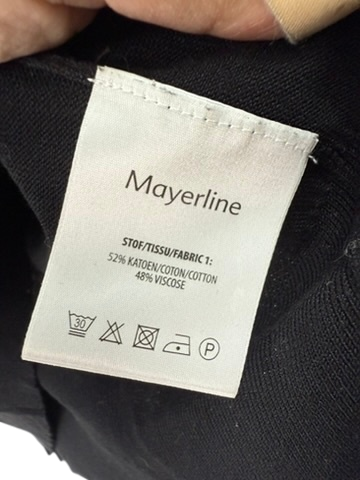 Mayerline
STOF/TISSU/FABRIC 1:
52% KATOEN/COTON/COTTON
48% VISCOSE
30
P